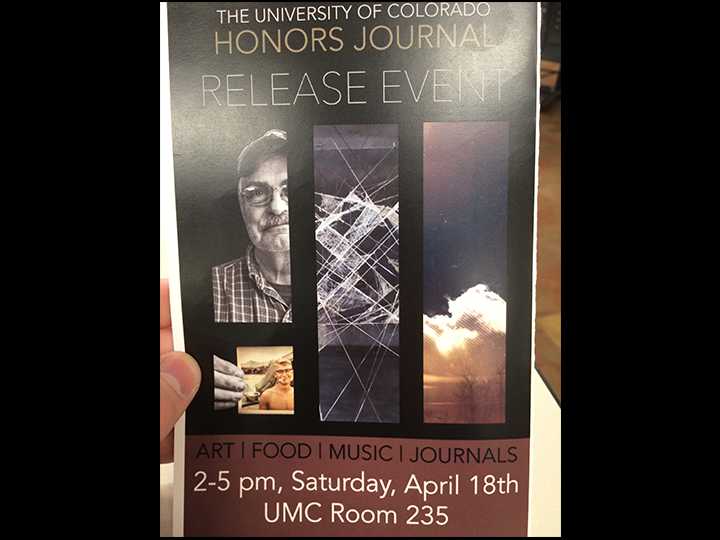 THE UNIVERSITY OF COLORADO
HONORS JOURNAL
RELEASE EVENT
ART | FOOD | MUSIC | JOURNALS
2-5 pm, Saturday, April 18th
UMC Room 235